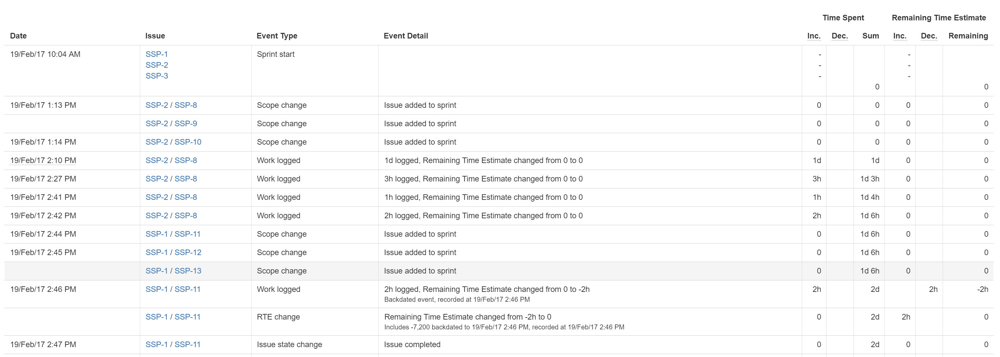 Time Spent Remaining Time Estimate
Date Issue Event Type Event Detail Inc. Dec. Sum Inc. Dec. Remaining
19/Feb/17 10:04 AM SSP-1 Sprint start - -
SSP-2 - -
SSP-3 - -
0 0
19/Feb/17 1:13 PM SSP-2 / SSP-8 Scope change Issue added to sprint 0 0 0 0
SSP-2 / SSP-9 Scope change Issue added to sprint 0 0 0 0
19/Feb/17 1:14 PM SSP-2 / SSP-10 Scope change Issue added to sprint 0 0 0 0
19/Feb/17 2:10 PM SSP-2 / SSP-8 Work logged 1d logged, Remaining Time Estimate changed from 0 to 0 1d 1d 0 0
19/Feb/17 2:27 PM SSP-2 / SSP-8 Work logged 3h logged, Remaining Time Estimate changed from 0 to 0 3h 1d 3h 0 0
19/Feb/17 2:41 PM SSP-2 / SSP-8 Work logged 1h logged, Remaining Time Estimate changed from 0 to 0 1h 1d 4h 0 0
19/Feb/17 2:42 PM SSP-2 / SSP-8 Work logged 2h logged, Remaining Time Estimate changed from 0 to 0 2h 1d 6h 0 0
19/Feb/17 2:44 PM SSP-1 / SSP-11 Scope change Issue added to sprint 0 1d 6h 0 0
19/Feb/17 2:45 PM SSP-1 / SSP-12 Scope change Issue added to sprint 0 1d 6h 0 0
SSP-1 / SSP-13 Scope change Issue added to sprint 0 1d 6h 0 0
19/Feb/17 2:46 PM SSP-1 / SSP-11 Work logged 2h logged, Remaining Time Estimate changed from 0 to -2h 2h 2d 2h -2h
Backdated event, recorded at 19/Feb/17 2:46 PM
SSP-1 / SSP-11 RTE change Remaining Time Estimate changed from -2h to 0 0 2d 2h 0
Includes -7,200 backdated to 19/Feb/17 2:46 PM, recorded at 19/Feb/17 2:46 PM
19/Feb/17 2:47 PM SSP-1 / SSP-11 Issue state change Issue completed 0 2d 0 0